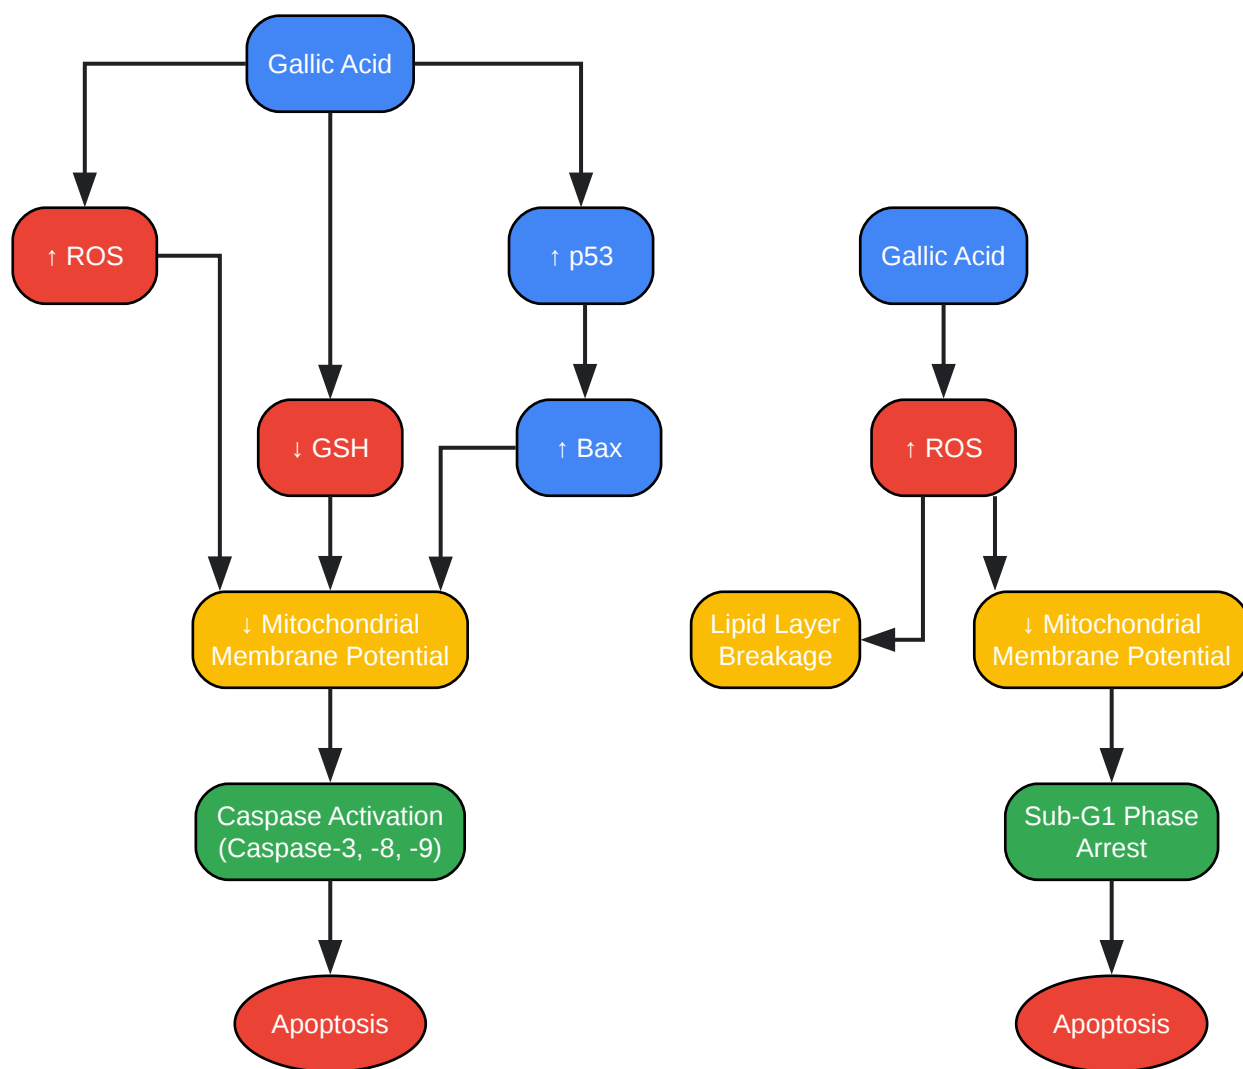 Gallic Acid
↑ ROS
↑ p53
↓ GSH
↑ Bax
↓ Mitochondrial
Membrane Potential
Caspase Activation
(Caspase-3, -8, -9)
Apoptosis
Gallic Acid
↑ ROS
Lipid Layer
Breakage
↓ Mitochondrial
Membrane Potential
Sub-G1 Phase
Arrest
Apoptosis